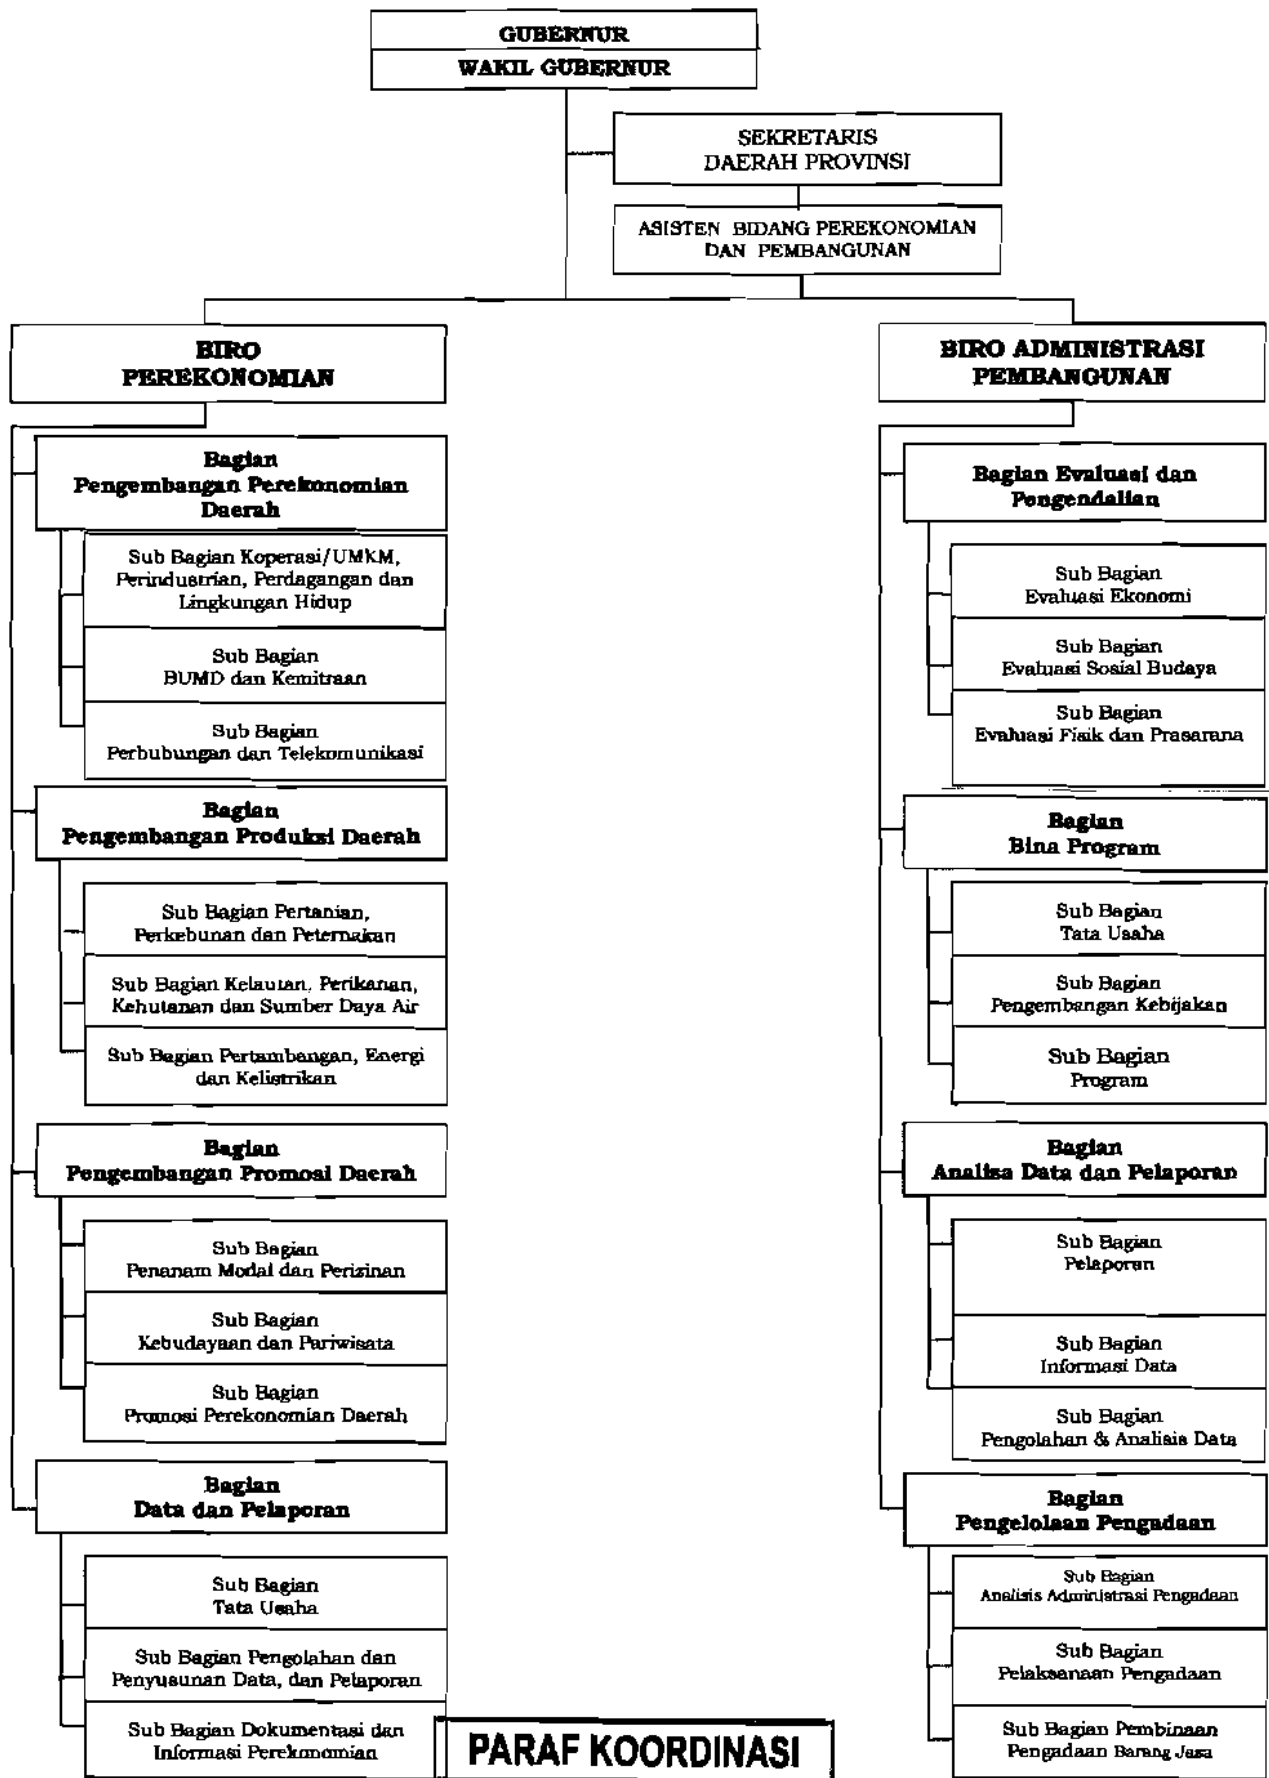 GUBERNUR
WAKIL GUBERNUR
SEKRETARIS
DAERAH PROVINSI
ASISTEN BIDANG PEREKONOMIAN
DAN PEMBANGUNAN
BIRO
PEREKONOMIAN
Bagian
Pengembangan Perekonomian
Daerah
Sub Bagian Koperasi/UMKM,
Perindustrian, Perdagangan dan
Lingkungan Hidup
Sub Bagian
BUMD dan Kemitraan
Sub Bagian
Perhubungan dan Telekomunikasi
Bagian
Pengembangan Produksi Daerah
Sub Bagian Pertanian,
Perkebunan dan Peternakan
Sub Bagian Kelautan, Perikanan,
Kehutanan dan Sumber Daya Air
Sub Bagian Pertambangan, Energi
dan Kelistrikan
Bagian
Pengembangan Promosi Daerah
Sub Bagian
Penanam Modal dan Perizinan
Sub Bagian
Kebudayaan dan Pariwisata
Sub Bagian
Promosi Perekonomian Daerah
Bagian
Data dan Pelaporan
Sub Bagian
Tata Usaha
Sub Bagian Pengolahan dan
Penyusunan Data, dan Pelaporan
Sub Bagian Dokumentasi dan
Informasi Perekonomian
BIRO ADMINISTRASI
PEMBANGUNAN
Bagian Evaluasi dan
Pengendalian
Sub Bagian
Evaluasi Ekonomi
Sub Bagian
Evaluasi Sosial Budaya
Sub Bagian
Evaluasi Fisik dan Prasarana
Bagian
Bina Program
Sub Bagian
Tata Usaha
Sub Bagian
Pengembangan Kebijakan
Sub Bagian
Program
Bagian
Analisa Data dan Pelaporan
Sub Bagian
Pelaporan
Sub Bagian
Informasi Data
Sub Bagian
Pengolahan & Analisis Data
Bagian
Pengelolaan Pengadaan
Sub Bagian
Analisis Administrasi Pengadaan
Sub Bagian
Pelaksanaan Pengadaan
Sub Bagian Pembinaan
Pengadaan Barang Jasa
PARAF KOORDINASI